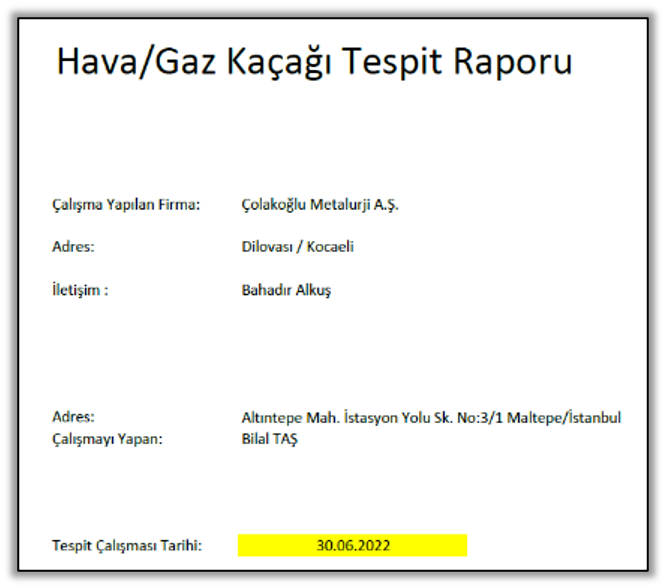 Hava/Gaz Kaçağı Tespit Raporu
Çalışma Yapılan Firma: Çolakoğlu Metalurji A.Ş.
Adres: Dilovası / Kocaeli
İletişim : Bahadır Alkuş
Adres: Altıntepe Mah. İstasyon Yolu Sk. No:3/1 Maltepe/İstanbul
Çalışmayı Yapan: Bilal TAŞ
Tespit Çalışması Tarihi: 30.06.2022